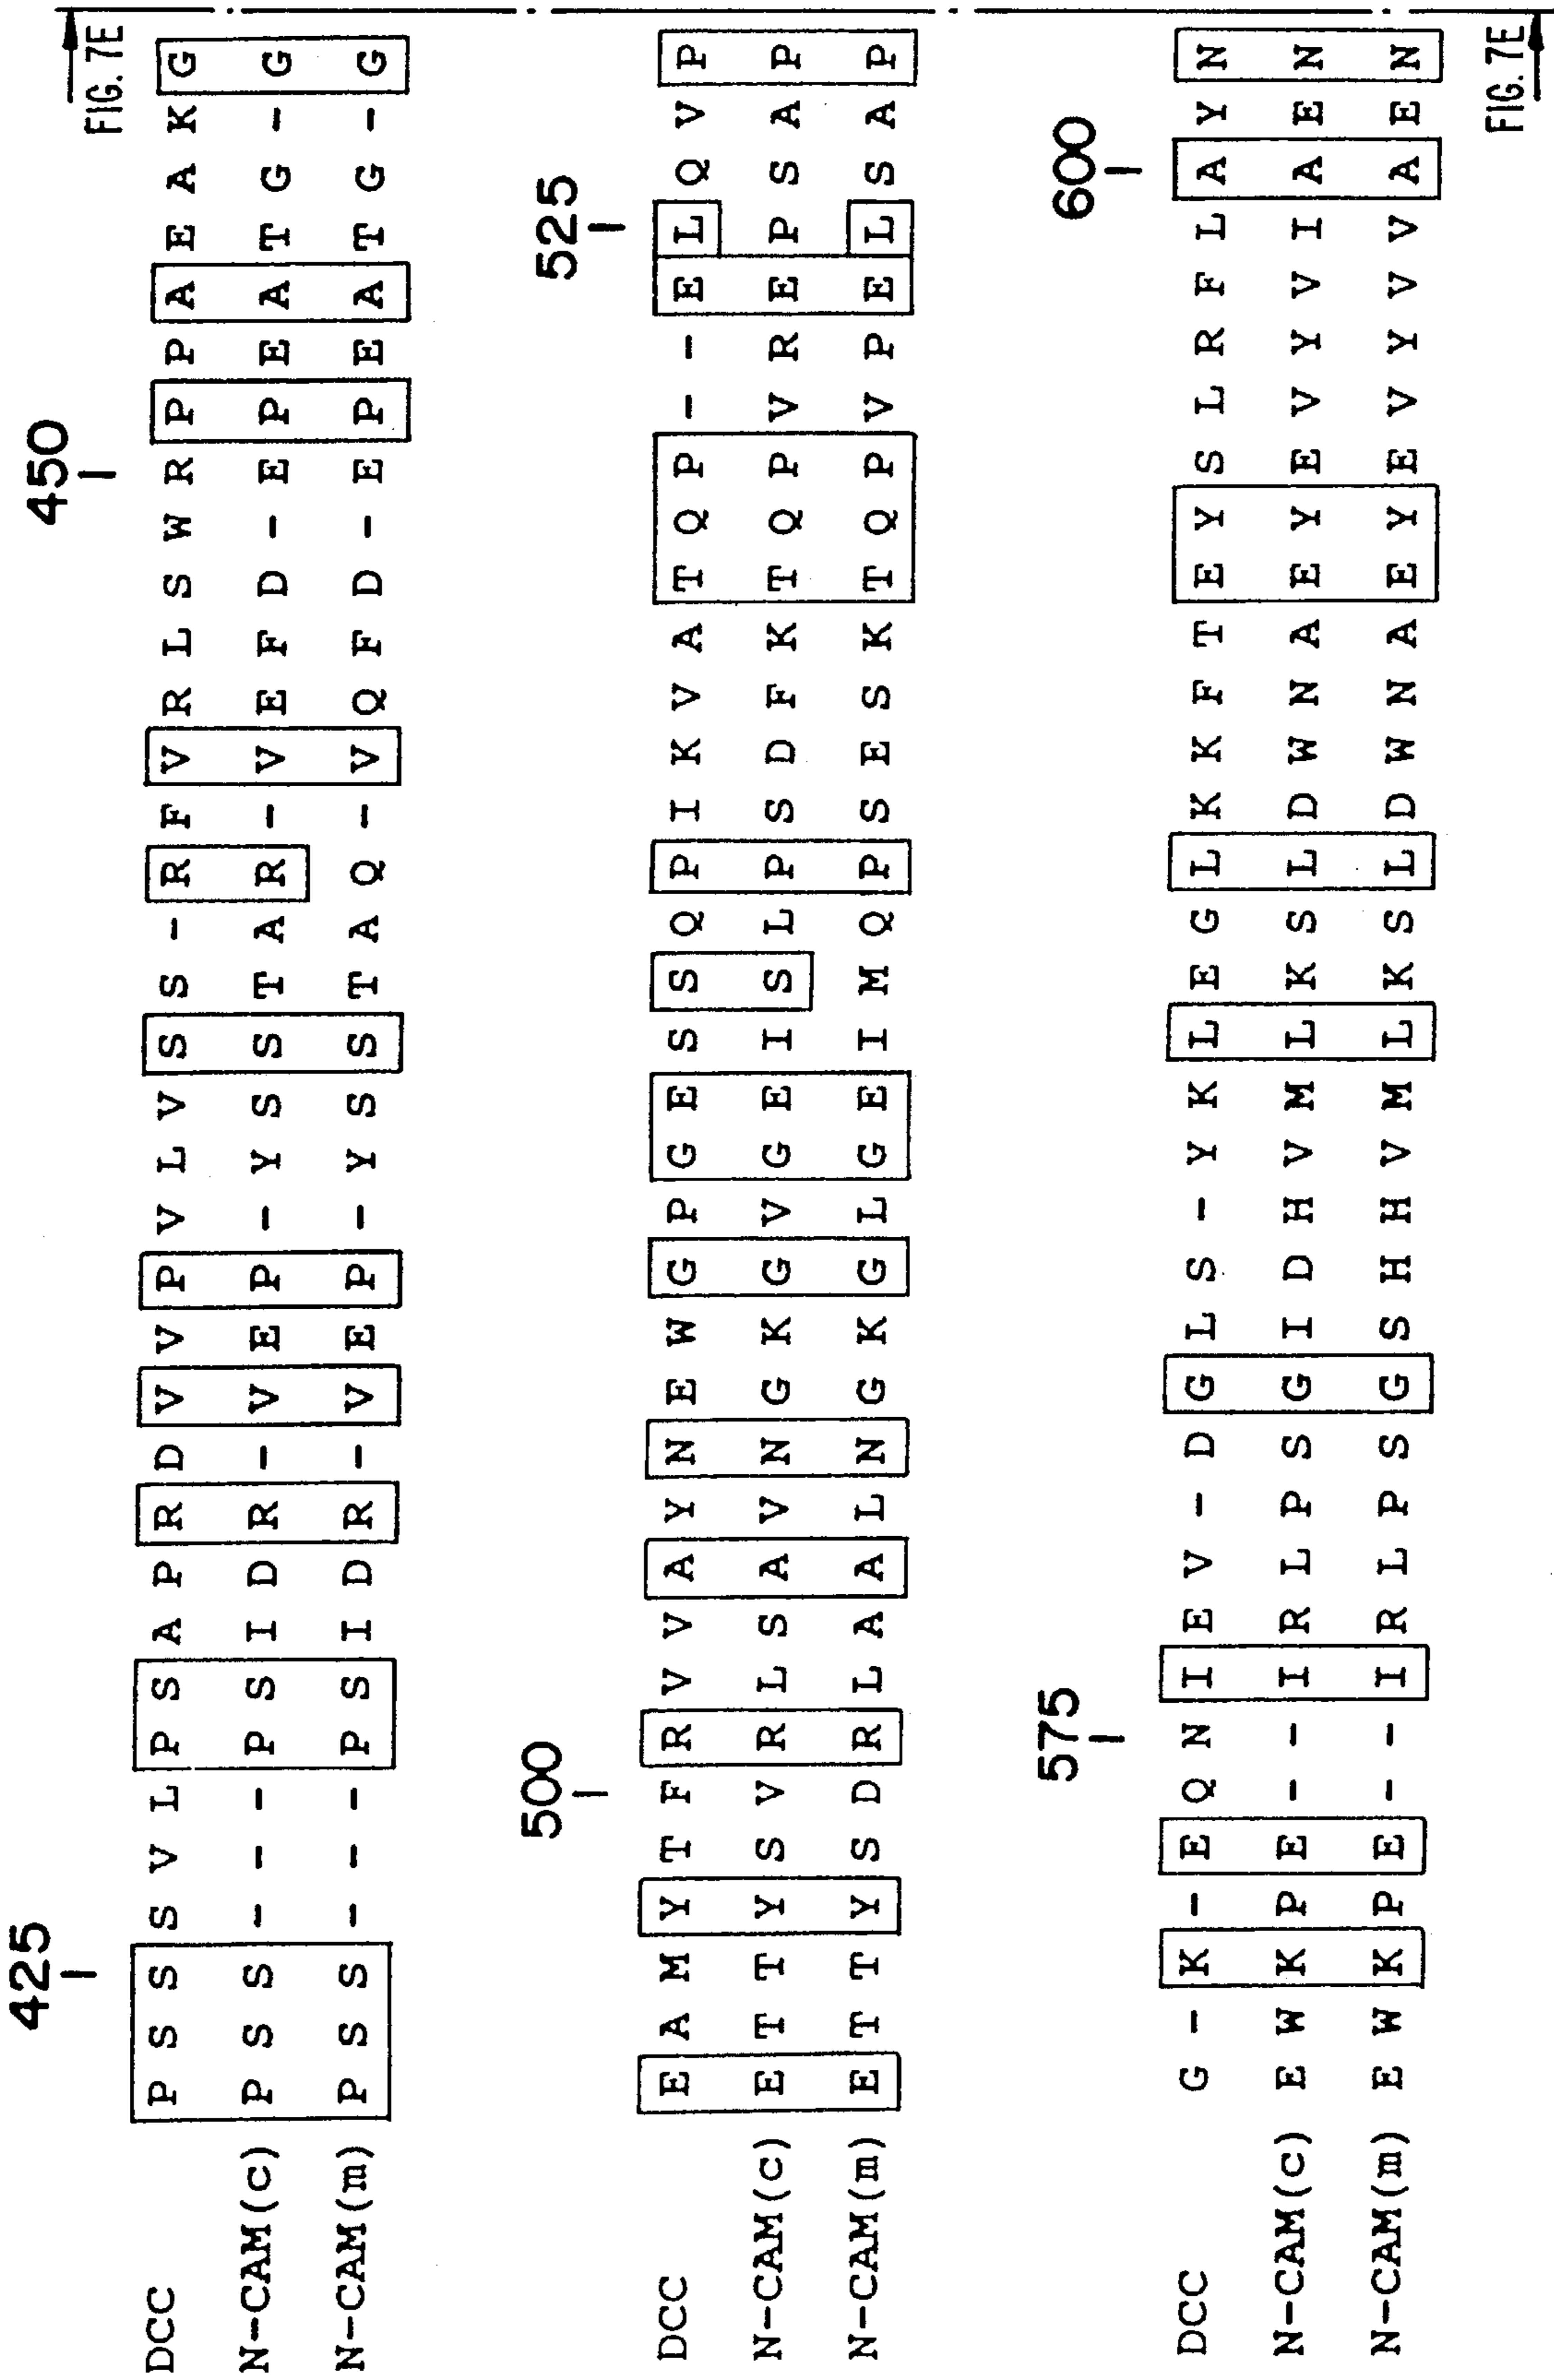 425 450
FIG. 7E
DCC P S S S V L P S A P R D V V P V L V S S - R F V R L S W R P P A E A K G
N-CAM(c) P S S - - - P S I D R - V E P - Y S S T A R - V E F D - E P E A T G - G
N-CAM(m) P S S - - - P S I D R - V E P - Y S S T A Q - V Q F D - E P E A T G - G
500 525
DCC E A M Y T F R V V A Y N E W G P G E S S Q P I K V A T Q P - - E L Q V P
N-CAM(c) E T T Y S V R L S A V N G K G V G E I S L P S D F K T Q P V R E P S A P
N-CAM(m) E T T Y S D R L A A L N G K G L G E I M Q P S E S K T Q P V P E L S A P
575 600
DCC G - K - E Q N I E V - D G L S - Y K L E G L K K F T E Y S L R F L A Y N
N-CAM(c) E W K P E - - I R L P S G I D H V M L K S L D W N A E Y E V Y V I A E N
N-CAM(m) E W K P E - - I R L P S G S H H V M L K S L D W N A E Y E V Y V V A E N
FIG. 7E